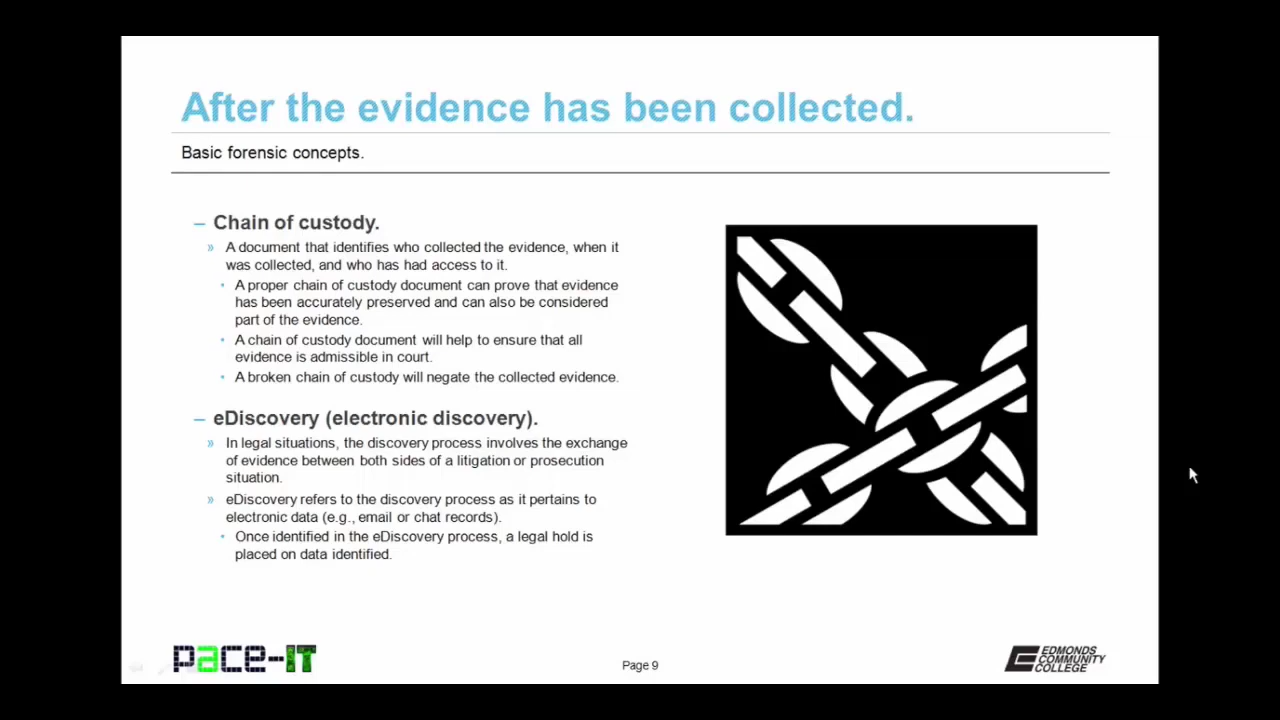 After the evidence has been collected.
Basic forensic concepts.
– Chain of custody.
» A document that identifies who collected the evidence, when it
was collected, and who has had access to it.
• A proper chain of custody document can prove that evidence
has been accurately preserved and can also be considered
part of the evidence.
• A chain of custody document will help to ensure that all
evidence is admissible in court.
• A broken chain of custody will negate the collected evidence.
– eDiscovery (electronic discovery).
» In legal situations, the discovery process involves the exchange
of evidence between both sides of a litigation or prosecution
situation.
» eDiscovery refers to the discovery process as it pertains to
electronic data (e.g., email or chat records).
• Once identified in the eDiscovery process, a legal hold is
placed on data identified.
pace-IT
Page 9
EDMONDS
COMMUNITY
COLLEGE